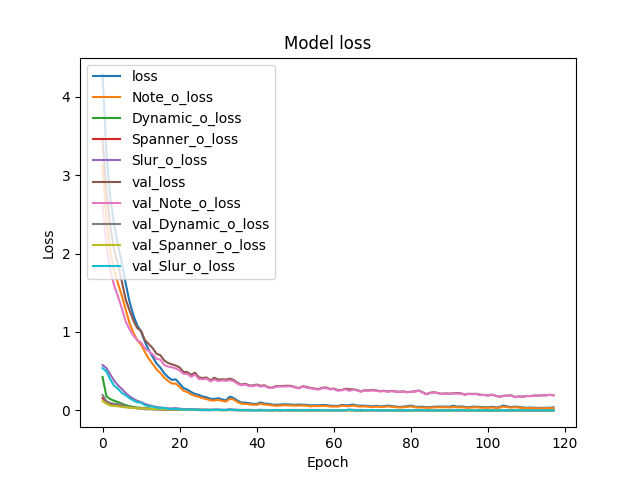 Model loss
loss
Note_o_loss
Dynamic_o_loss
Spanner_o_loss
Slur_o_loss
val_loss
val_Note_o_loss
val_Dynamic_o_loss
val_Spanner_o_loss
val_Slur_o_loss
Loss
4
3
2
1
0
0 20 40 60 80 100 120
Epoch